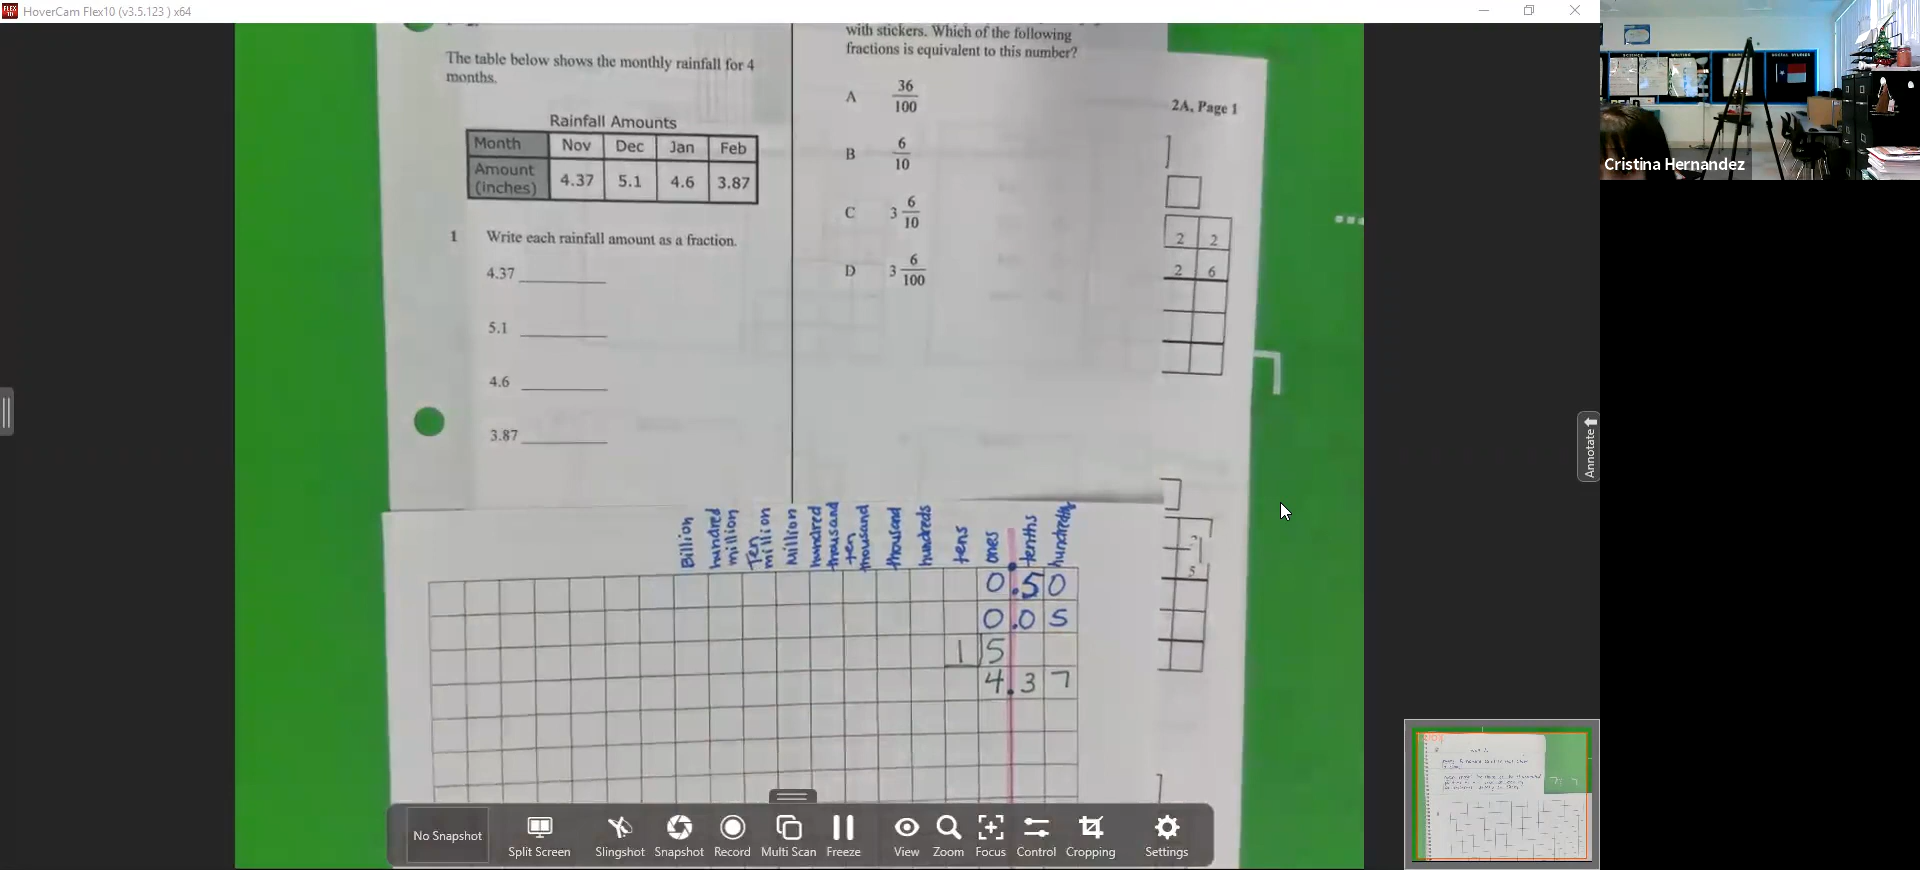 HoverCam Flex10 (v3.5.123 ) x64
with stickers. Which of the following
fractions is equivalent to this number?
A 36/100
B 6/10
C 3 6/10
D 3 6/100
The table below shows the monthly rainfall for 4
months.
Rainfall Amounts
Month Nov Dec Jan Feb
Amount (inches) 4.37 5.1 4.6 3.87
1 Write each rainfall amount as a fraction.
4.37
5.1
4.6
3.87
2A, Page 1
2 2
2 6
5
Billion
hundred million
Ten million
Million
hundred thousand
ten thousand
thousand
hundreds
tens
ones
tenths
hundredths
0.50
0.05
15
4.37
No Snapshot
Split Screen
Slingshot
Snapshot
Record
Multi Scan
Freeze
View
Zoom
Focus
Control
Cropping
Settings
Annotate
SCIENCE
WRITING
SOCIAL STUDIES
Cristina Hernandez